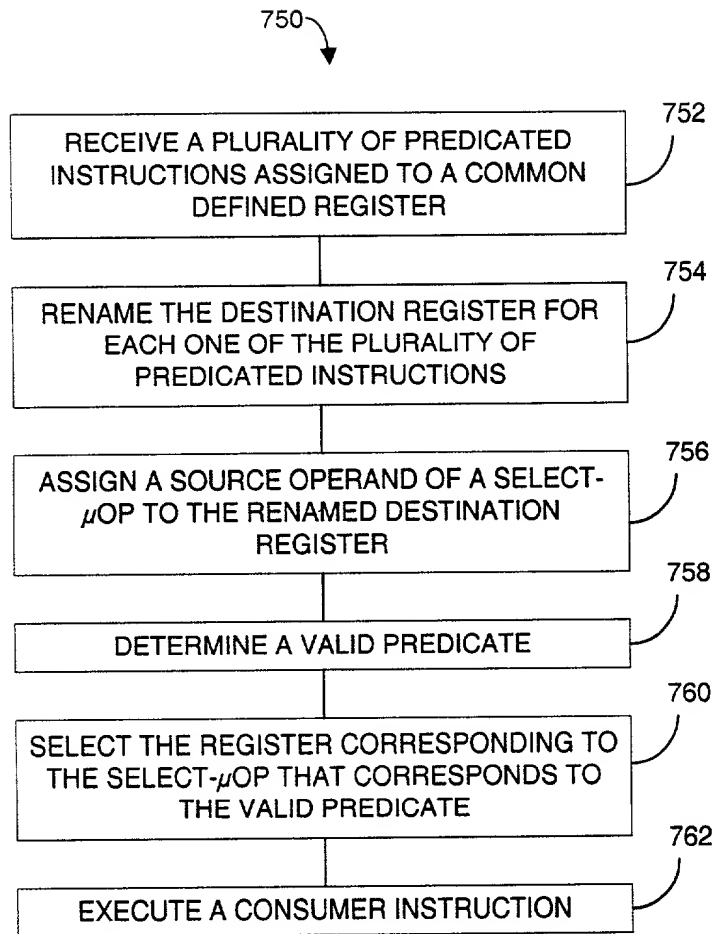 750
752
RECEIVE A PLURALITY OF PREDICATED
INSTRUCTIONS ASSIGNED TO A COMMON
DEFINED REGISTER
754
RENAME THE DESTINATION REGISTER FOR
EACH ONE OF THE PLURALITY OF
PREDICATED INSTRUCTIONS
756
ASSIGN A SOURCE OPERAND OF A SELECT-
μOP TO THE RENAMED DESTINATION
REGISTER
758
DETERMINE A VALID PREDICATE
760
SELECT THE REGISTER CORRESPONDING TO
THE SELECT-μOP THAT CORRESPONDS TO
THE VALID PREDICATE
762
EXECUTE A CONSUMER INSTRUCTION